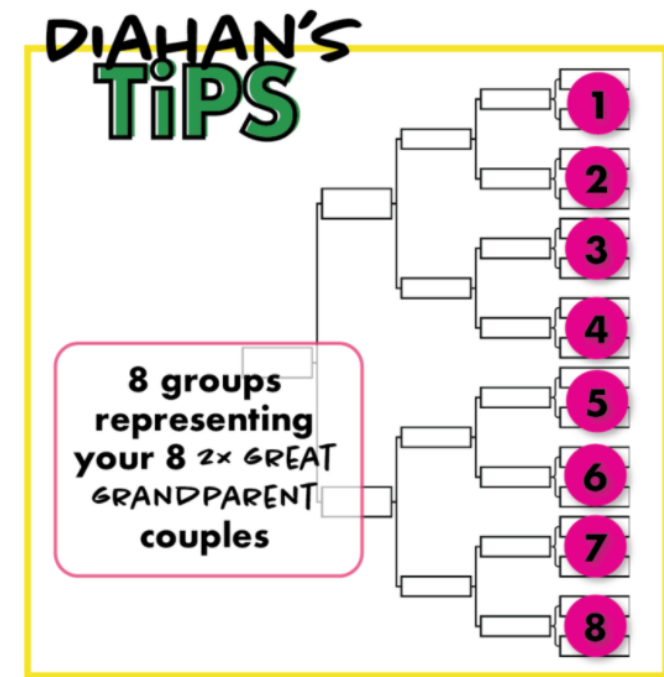 DIAHAN'S
TiPS
1
2
3
4
8 groups
representing
your 8 2x GREAT
GRANDPARENT
couples
5
6
7
8